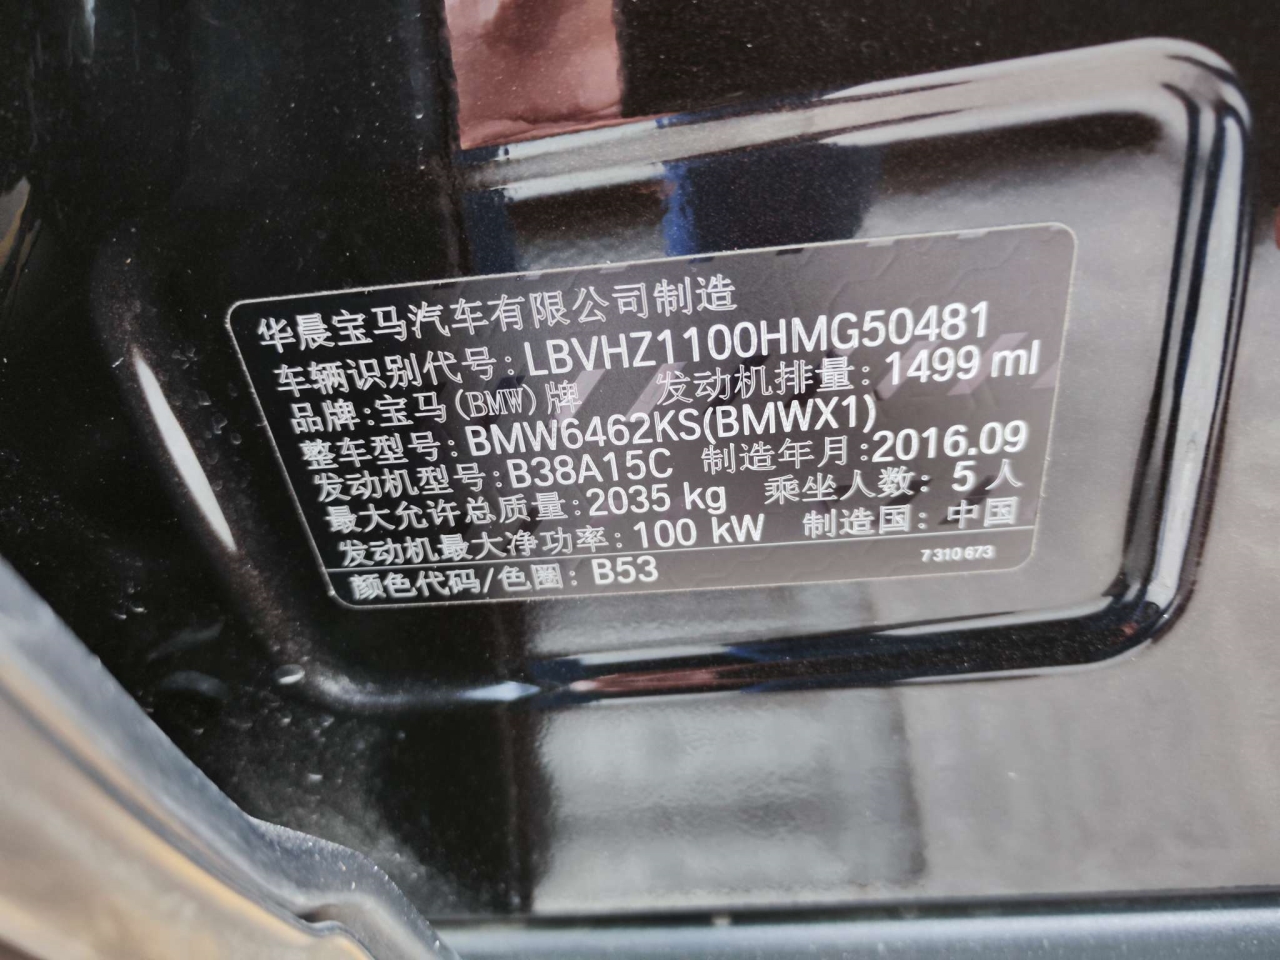 华晨宝马汽车有限公司制造
车辆识别代号：LBVHZ1100HMG50481
品牌：宝马(BMW)牌 发动机排量：1499 ml
整车型号：BMW6462KS(BMWX1)
发动机型号：B38A15C 制造年月：2016.09
最大允许总质量：2035 kg 乘坐人数：5 人
发动机最大净功率：100 kW 制造国：中国
颜色代码/色圈：B53 7 310 673